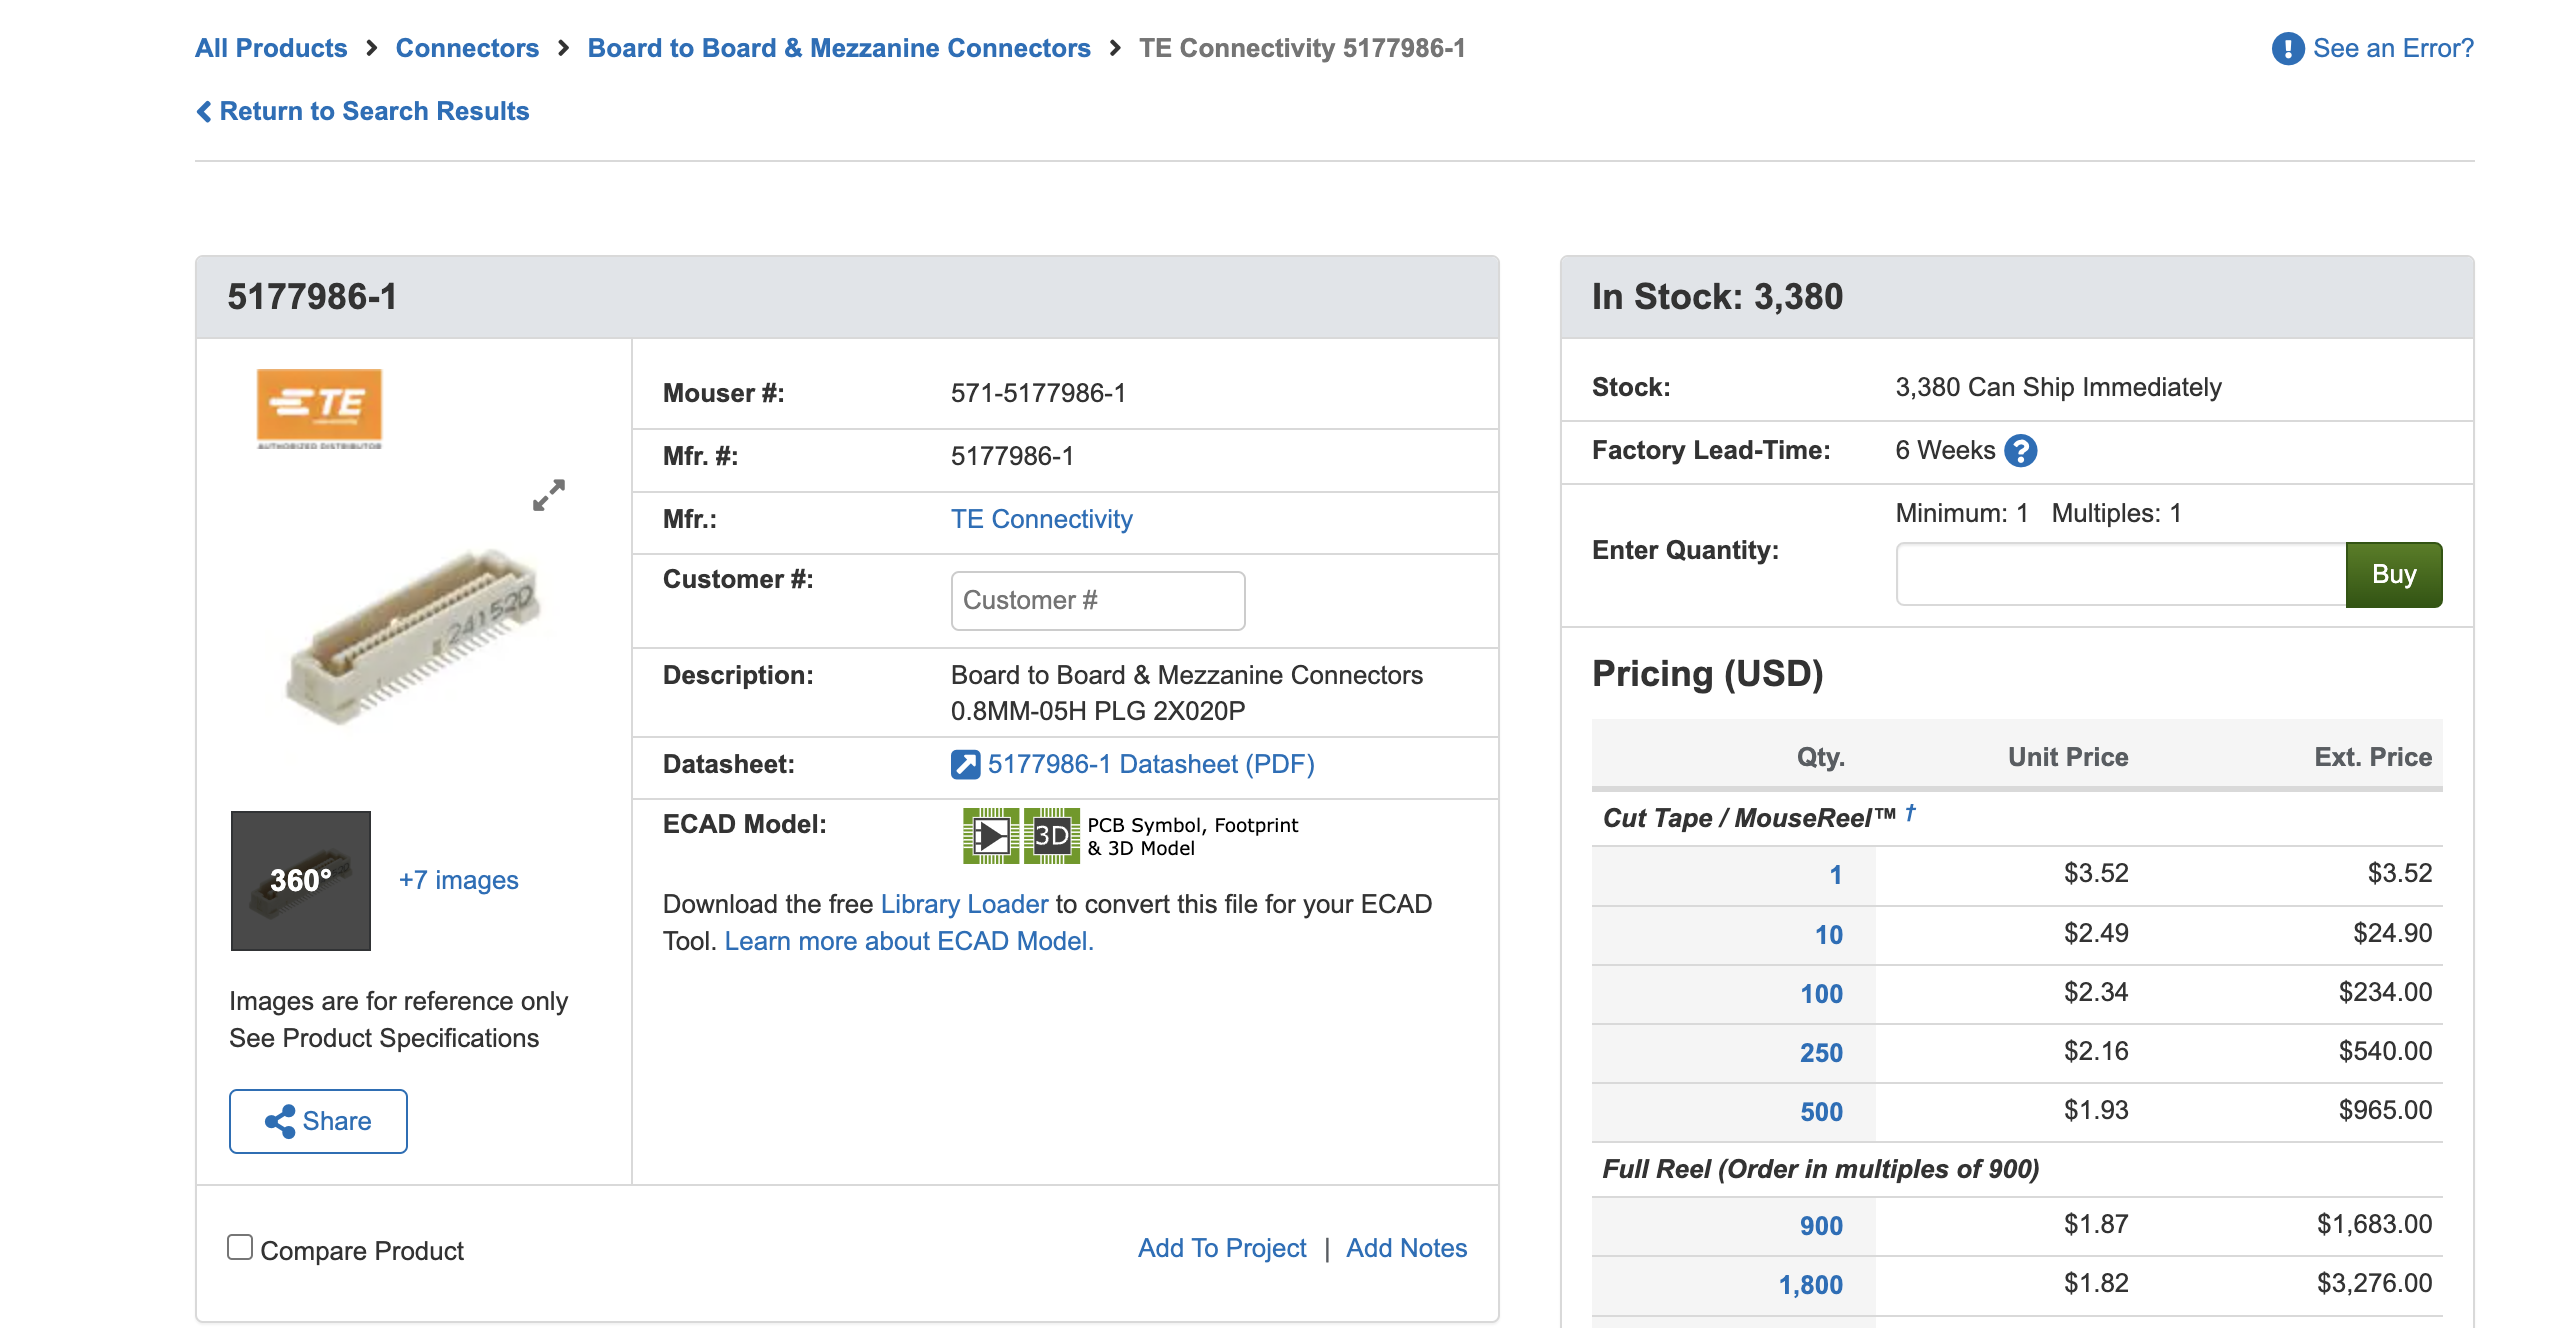 All Products > Connectors > Board to Board & Mezzanine Connectors > TE Connectivity 5177986-1
See an Error?
Return to Search Results
5177986-1
TE
AUTHORIZED DISTRIBUTOR
241520
360°
+7 images
Images are for reference only
See Product Specifications
Share
Mouser #: 571-5177986-1
Mfr. #: 5177986-1
Mfr.: TE Connectivity
Customer #: Customer #
Description: Board to Board & Mezzanine Connectors
0.8MM-05H PLG 2X020P
Datasheet: 5177986-1 Datasheet (PDF)
ECAD Model: 3D PCB Symbol, Footprint
& 3D Model
Download the free Library Loader to convert this file for your ECAD
Tool. Learn more about ECAD Model.
Compare Product
Add To Project | Add Notes
In Stock: 3,380
Stock: 3,380 Can Ship Immediately
Factory Lead-Time: 6 Weeks ?
Minimum: 1 Multiples: 1
Enter Quantity: Buy
Pricing (USD)
Qty. Unit Price Ext. Price
Cut Tape / MouseReel™ †
1 $3.52 $3.52
10 $2.49 $24.90
100 $2.34 $234.00
250 $2.16 $540.00
500 $1.93 $965.00
Full Reel (Order in multiples of 900)
900 $1.87 $1,683.00
1,800 $1.82 $3,276.00